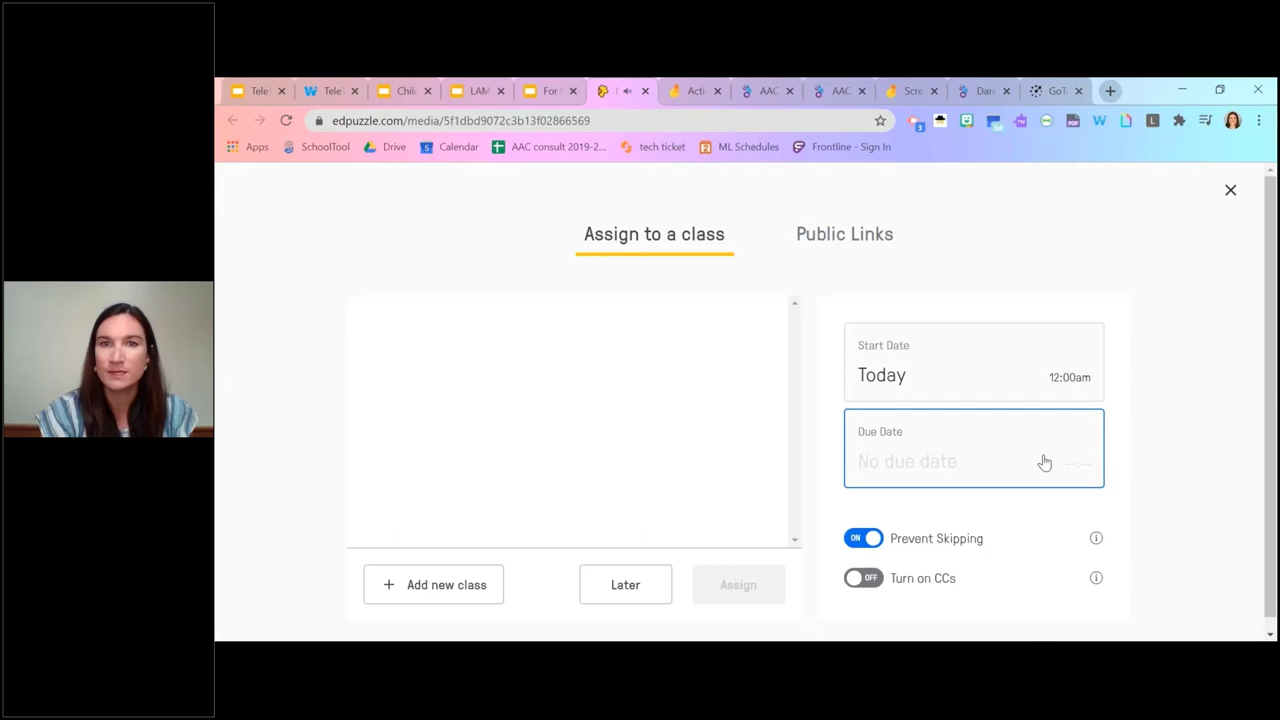 Tele
Tele
Chil
LAM
For
Acti
AAC
AAC
Scre
Dar
GoT
edpuzzle.com/media/5f1dbd9072c3b13f02866569
Apps
SchoolTool
Drive
Calendar
AAC consult 2019-2...
tech ticket
ML Schedules
Frontline - Sign In
Assign to a class
Public Links
Start Date
Today
12:00am
Due Date
No due date
--:--
ON
Prevent Skipping
OFF
Turn on CCs
+ Add new class
Later
Assign